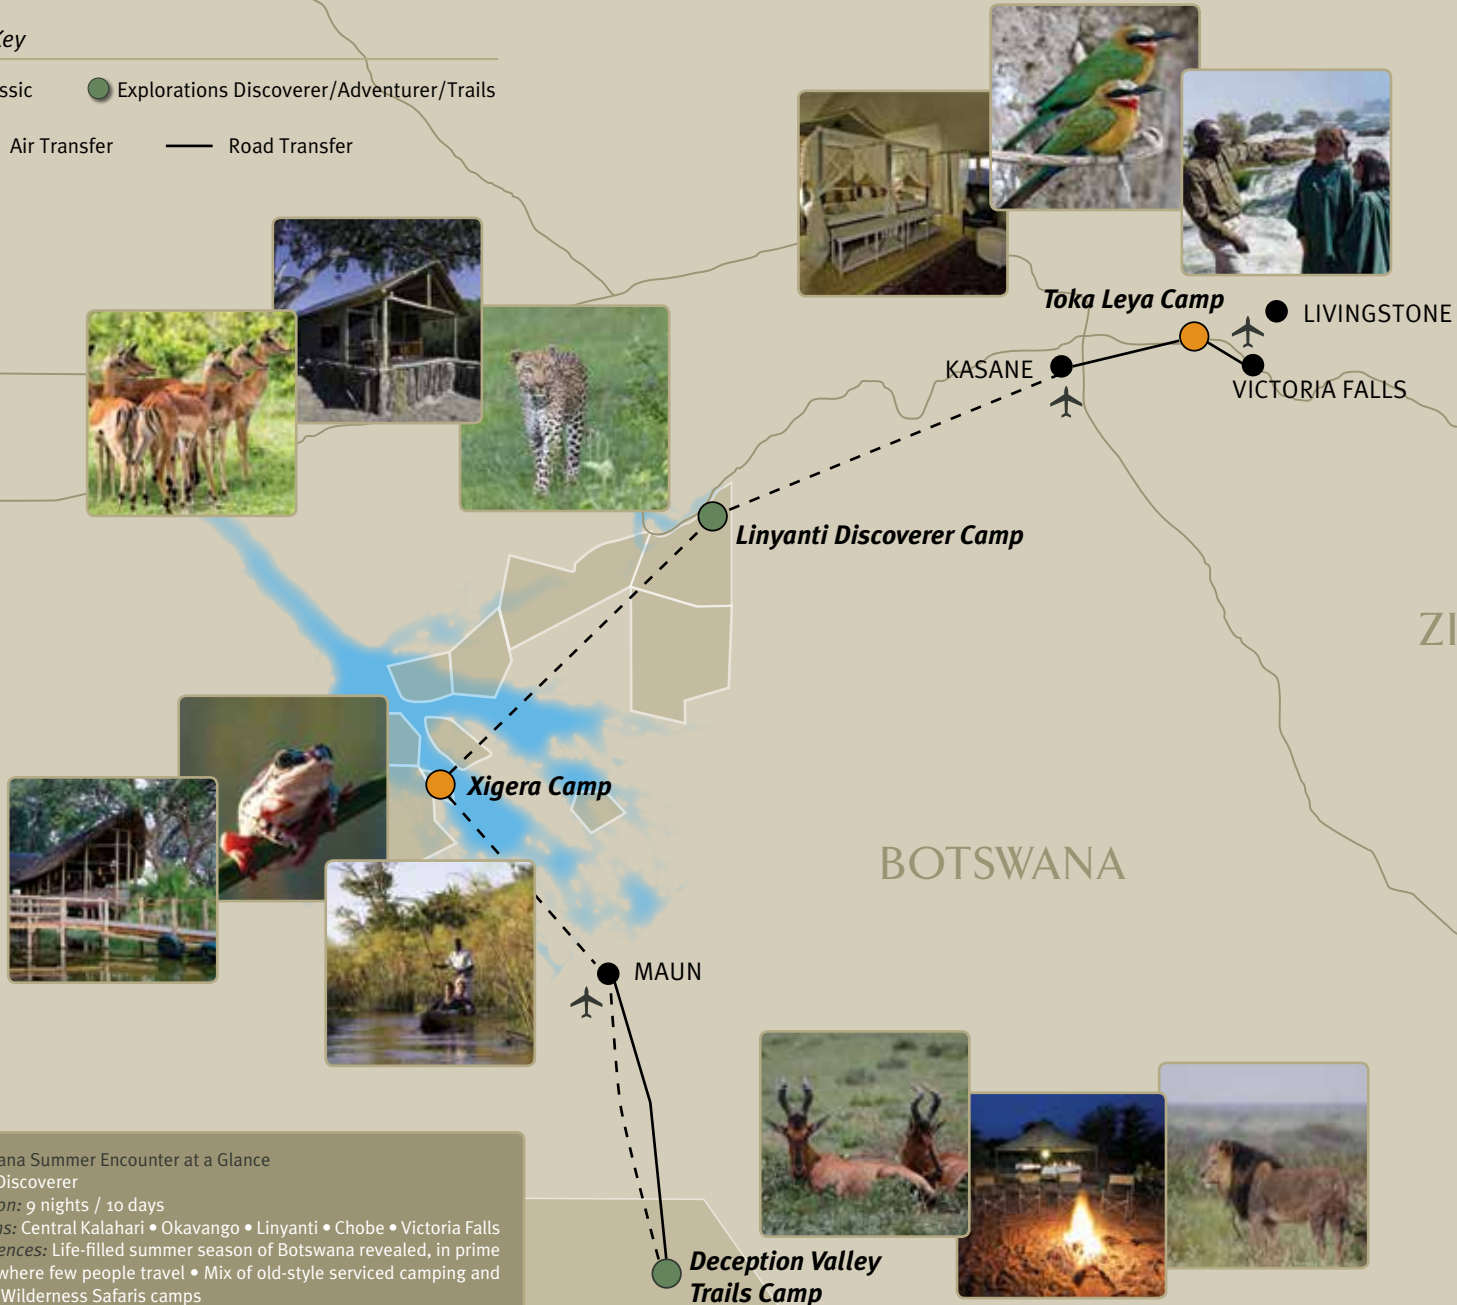 Key
ssic
Explorations Discoverer/Adventurer/Trails
Air Transfer
Road Transfer
Toka Leya Camp
LIVINGSTONE
KASANE
VICTORIA FALLS
Linyanti Discoverer Camp
ZI
Xigera Camp
BOTSWANA
MAUN
ana Summer Encounter at a Glance
Discoverer
on: 9 nights / 10 days
ns: Central Kalahari • Okavango • Linyanti • Chobe • Victoria Falls
ences: Life-filled summer season of Botswana revealed, in prime
where few people travel • Mix of old-style serviced camping and
Wilderness Safaris camps
Deception Valley
Trails Camp